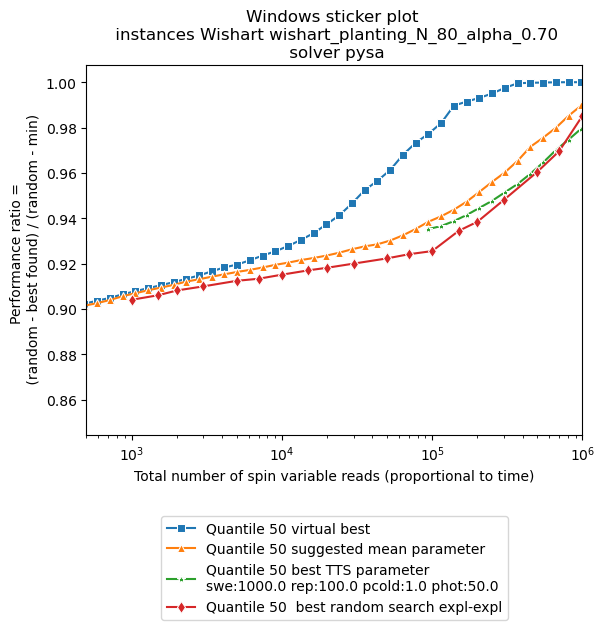 Windows sticker plot
instances Wishart wishart_planting_N_80_alpha_0.70
solver pysa
1.00
0.98
0.96
0.94
0.92
0.90
0.88
0.86
Performance ratio =
(random - best found) / (random - min)
10³
10⁴
10⁵
10⁶
Total number of spin variable reads (proportional to time)
Quantile 50 virtual best
Quantile 50 suggested mean parameter
Quantile 50 best TTS parameter
swe:1000.0 rep:100.0 pcold:1.0 phot:50.0
Quantile 50  best random search expl-expl